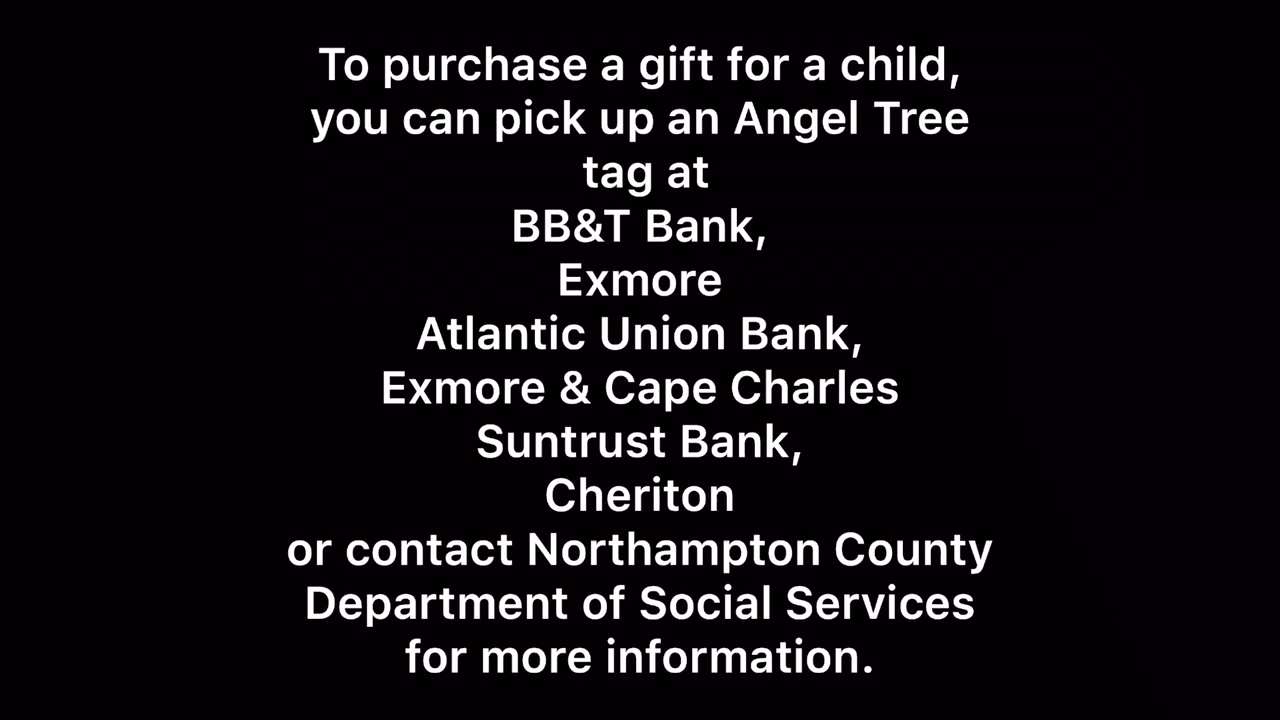 To purchase a gift for a child,
you can pick up an Angel Tree
tag at
BB&T Bank,
Exmore
Atlantic Union Bank,
Exmore & Cape Charles
Suntrust Bank,
Cheriton
or contact Northampton County
Department of Social Services
for more information.